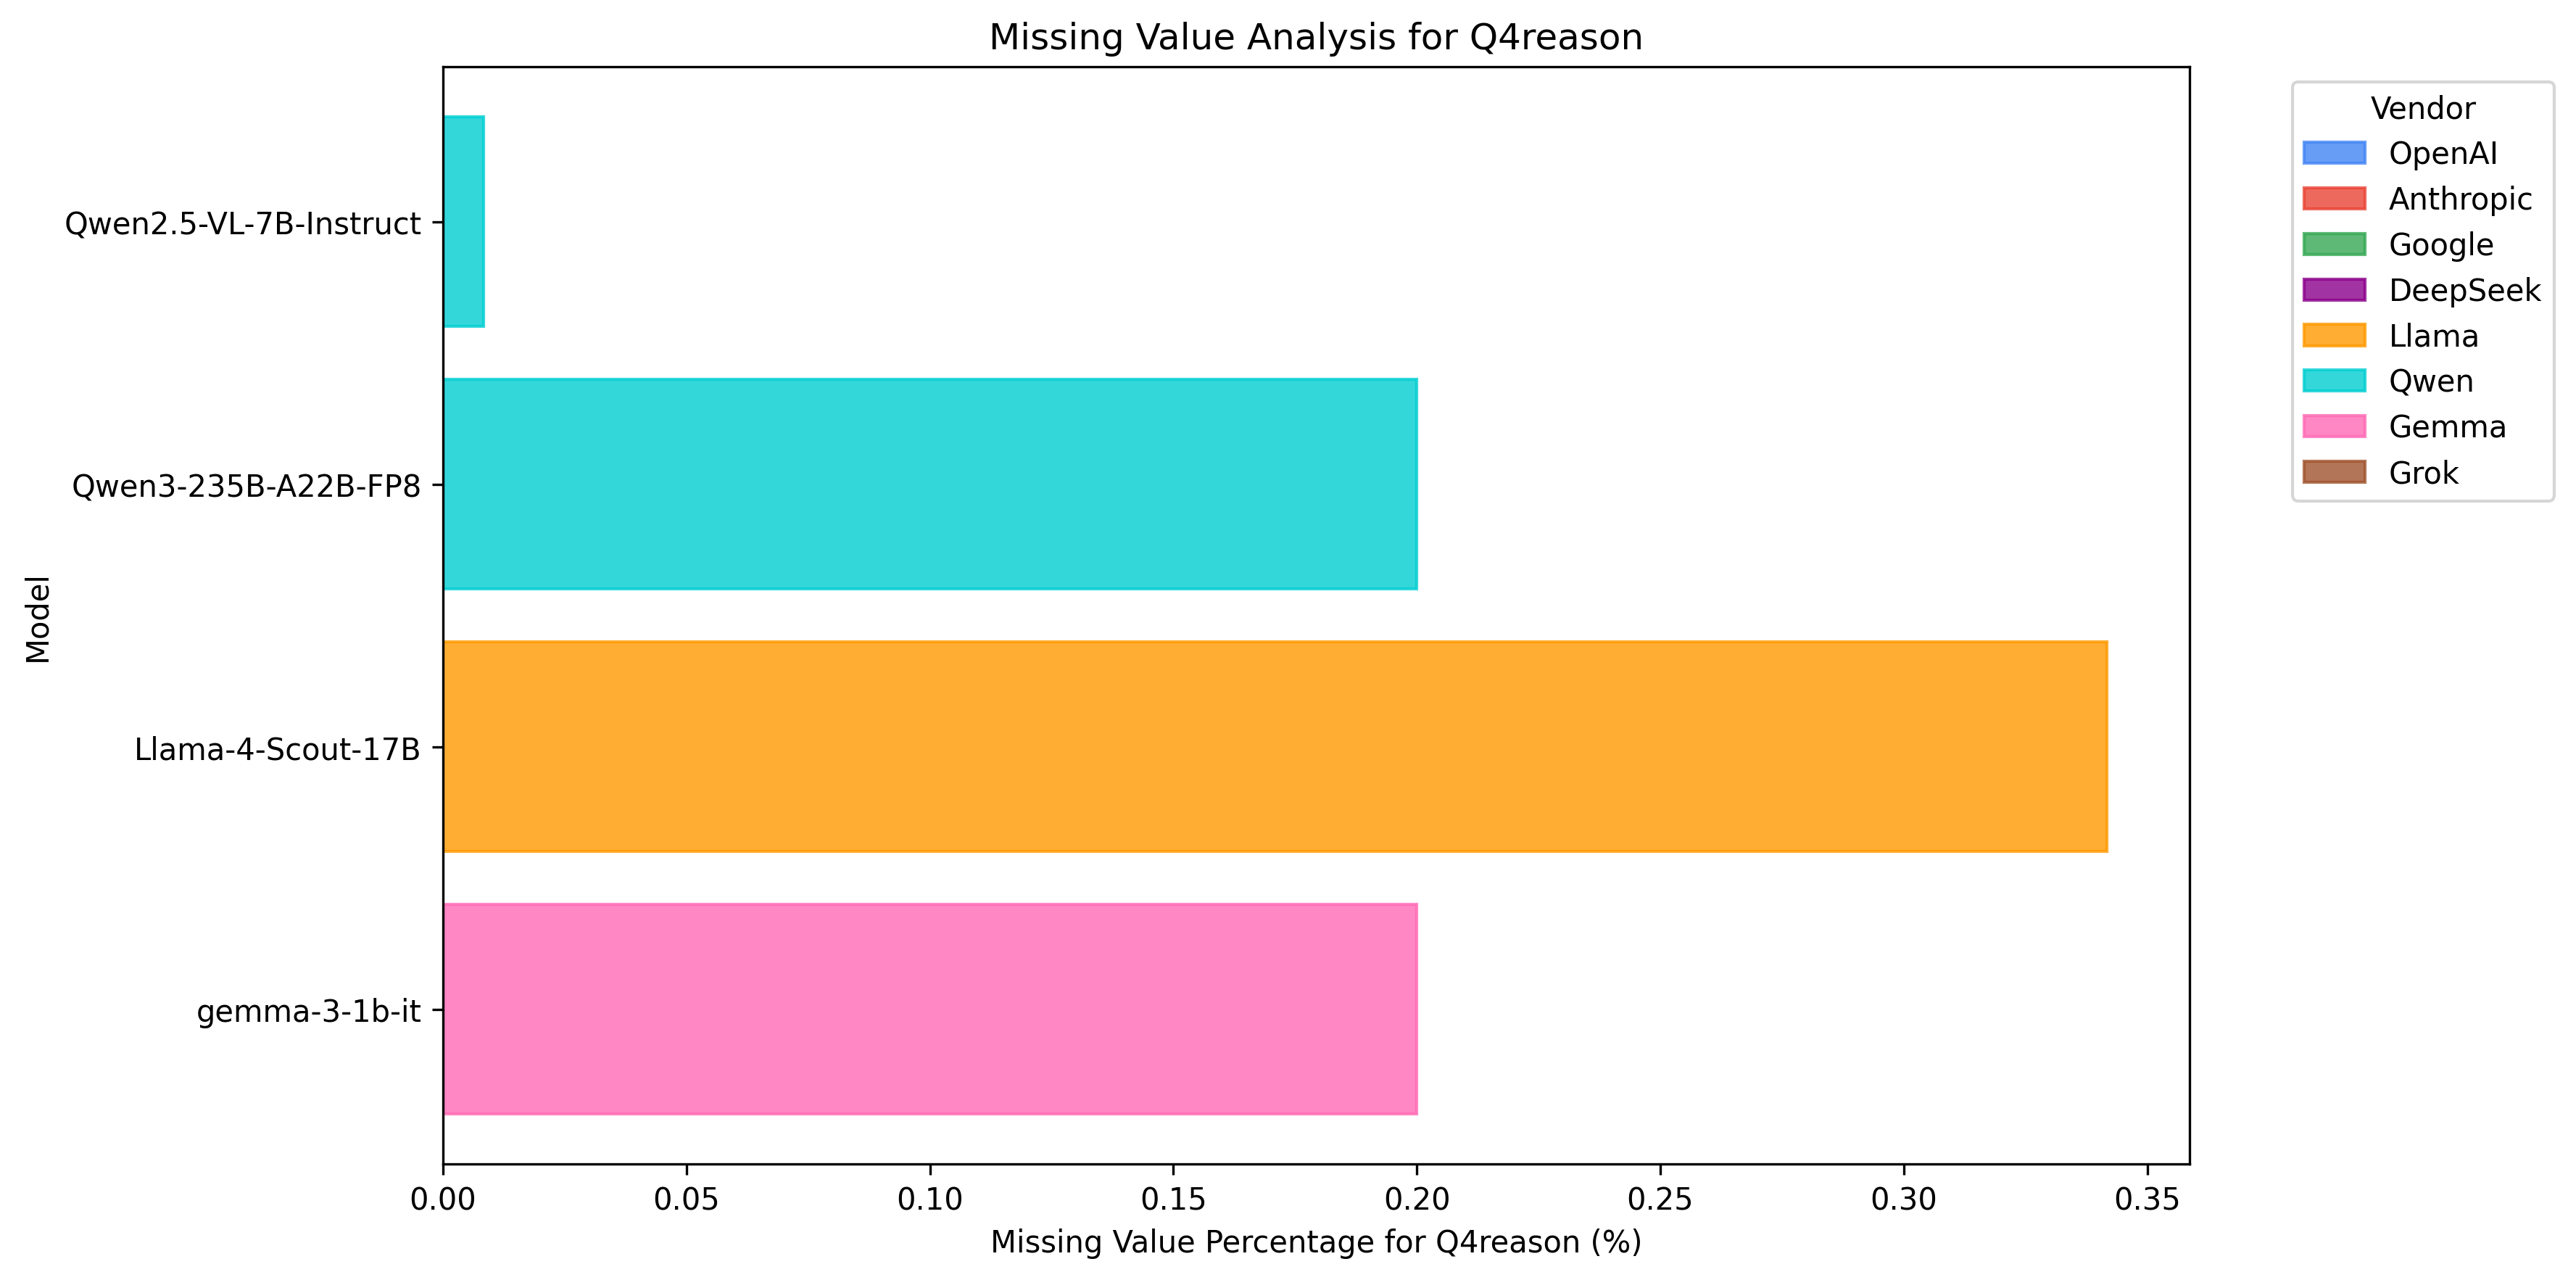 Missing Value Analysis for Q4reason
Vendor
OpenAI
Anthropic
Google
DeepSeek
Llama
Qwen
Gemma
Grok
Model
Qwen2.5-VL-7B-Instruct
Qwen3-235B-A22B-FP8
Llama-4-Scout-17B
gemma-3-1b-it
0.00 0.05 0.10 0.15 0.20 0.25 0.30 0.35
Missing Value Percentage for Q4reason (%)